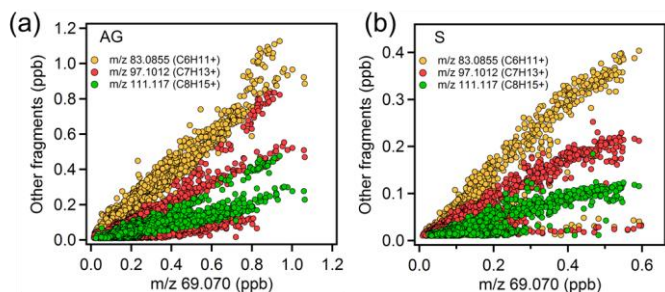 (a)
AG
m/z 83.0855 (C6H11+)
m/z 97.1012 (C7H13+)
m/z 111.117 (C8H15+)
Other fragments (ppb)
1.2
1.0
0.8
0.6
0.4
0.2
0.0
0.0 0.2 0.4 0.6 0.8 1.0 1.2
m/z 69.070 (ppb)
(b)
S
m/z 83.0855 (C6H11+)
m/z 97.1012 (C7H13+)
m/z 111.117 (C8H15+)
Other fragments (ppb)
0.4
0.3
0.2
0.1
0.0
0.0 0.2 0.4 0.6
m/z 69.070 (ppb)